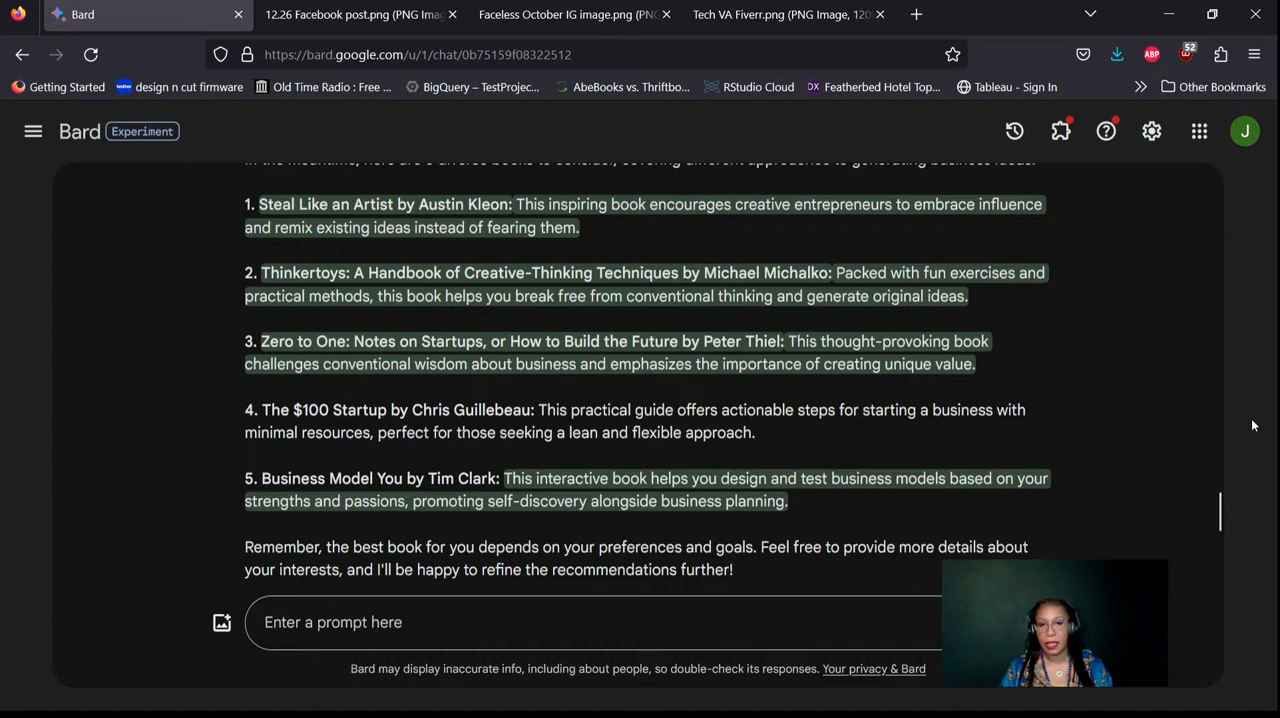 Bard
12.26 Facebook post.png (PNG Imag
Faceless October IG image.png (PNG
Tech VA Fiverr.png (PNG Image, 120
https://bard.google.com/u/1/chat/0b75159f08322512
ABP
52
Getting Started
design n cut firmware
Old Time Radio : Free ...
BigQuery – TestProjec...
AbeBooks vs. Thriftbo...
RStudio Cloud
DX
Featherbed Hotel Top...
Tableau - Sign In
Other Bookmarks
Bard Experiment
J
1. Steal Like an Artist by Austin Kleon: This inspiring book encourages creative entrepreneurs to embrace influence
and remix existing ideas instead of fearing them.
2. Thinkertoys: A Handbook of Creative-Thinking Techniques by Michael Michalko: Packed with fun exercises and
practical methods, this book helps you break free from conventional thinking and generate original ideas.
3. Zero to One: Notes on Startups, or How to Build the Future by Peter Thiel: This thought-provoking book
challenges conventional wisdom about business and emphasizes the importance of creating unique value.
4. The $100 Startup by Chris Guillebeau: This practical guide offers actionable steps for starting a business with
minimal resources, perfect for those seeking a lean and flexible approach.
5. Business Model You by Tim Clark: This interactive book helps you design and test business models based on your
strengths and passions, promoting self-discovery alongside business planning.
Remember, the best book for you depends on your preferences and goals. Feel free to provide more details about
your interests, and I'll be happy to refine the recommendations further!
Enter a prompt here
Bard may display inaccurate info, including about people, so double-check its responses. Your privacy & Bard